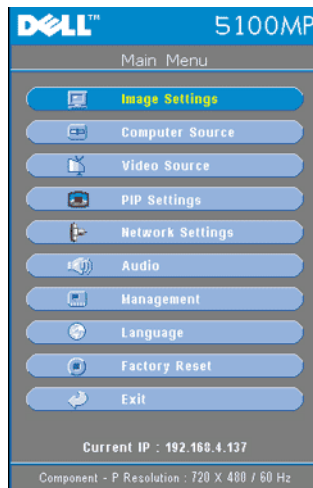 DELL™ 5100MP
Main Menu
Image Settings
Computer Source
Video Source
PIP Settings
Network Settings
Audio
Management
Language
Factory Reset
Exit
Current IP : 192.168.4.137
Component - P Resolution : 720 X 480 / 60 Hz